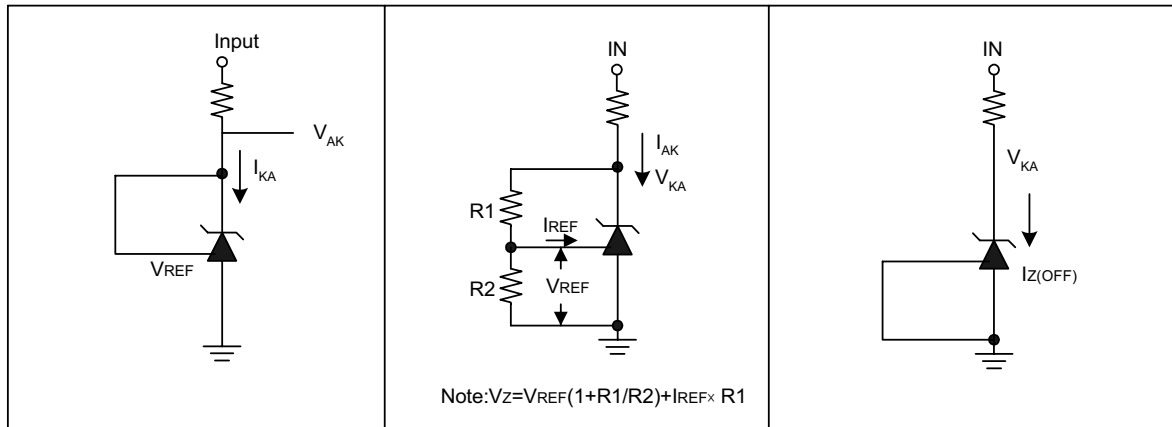 Input
V_AK
I_KA
VREF
IN
I_AK
V_KA
R1
IREF
R2
VREF
Note:VZ=VREF(1+R1/R2)+IREF× R1
IN
V_KA
IZ(OFF)